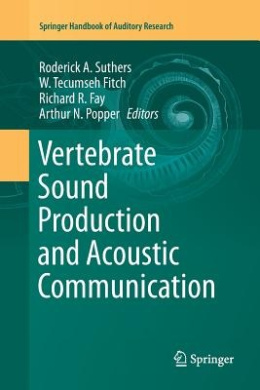 Springer Handbook of Auditory Research
Roderick A. Suthers
W. Tecumseh Fitch
Richard R. Fay
Arthur N. Popper Editors
Vertebrate
Sound
Production
and Acoustic
Communication
Springer